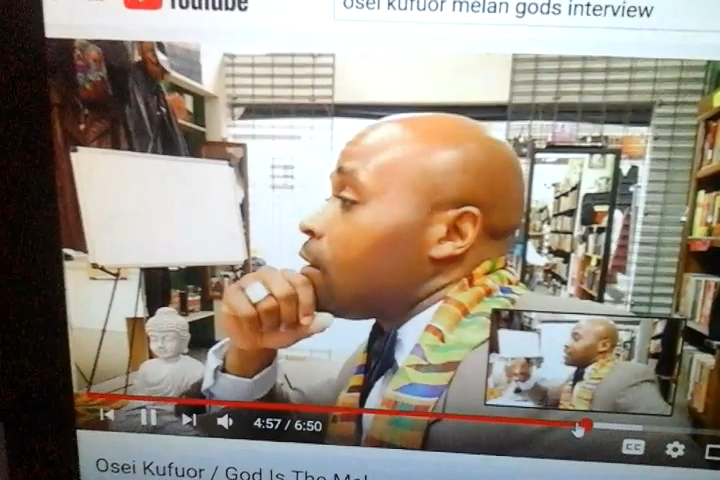 YouTube
osei kufuor melan gods interview
4:57 / 6:50
CC
Osei Kufuor / God Is The Mel